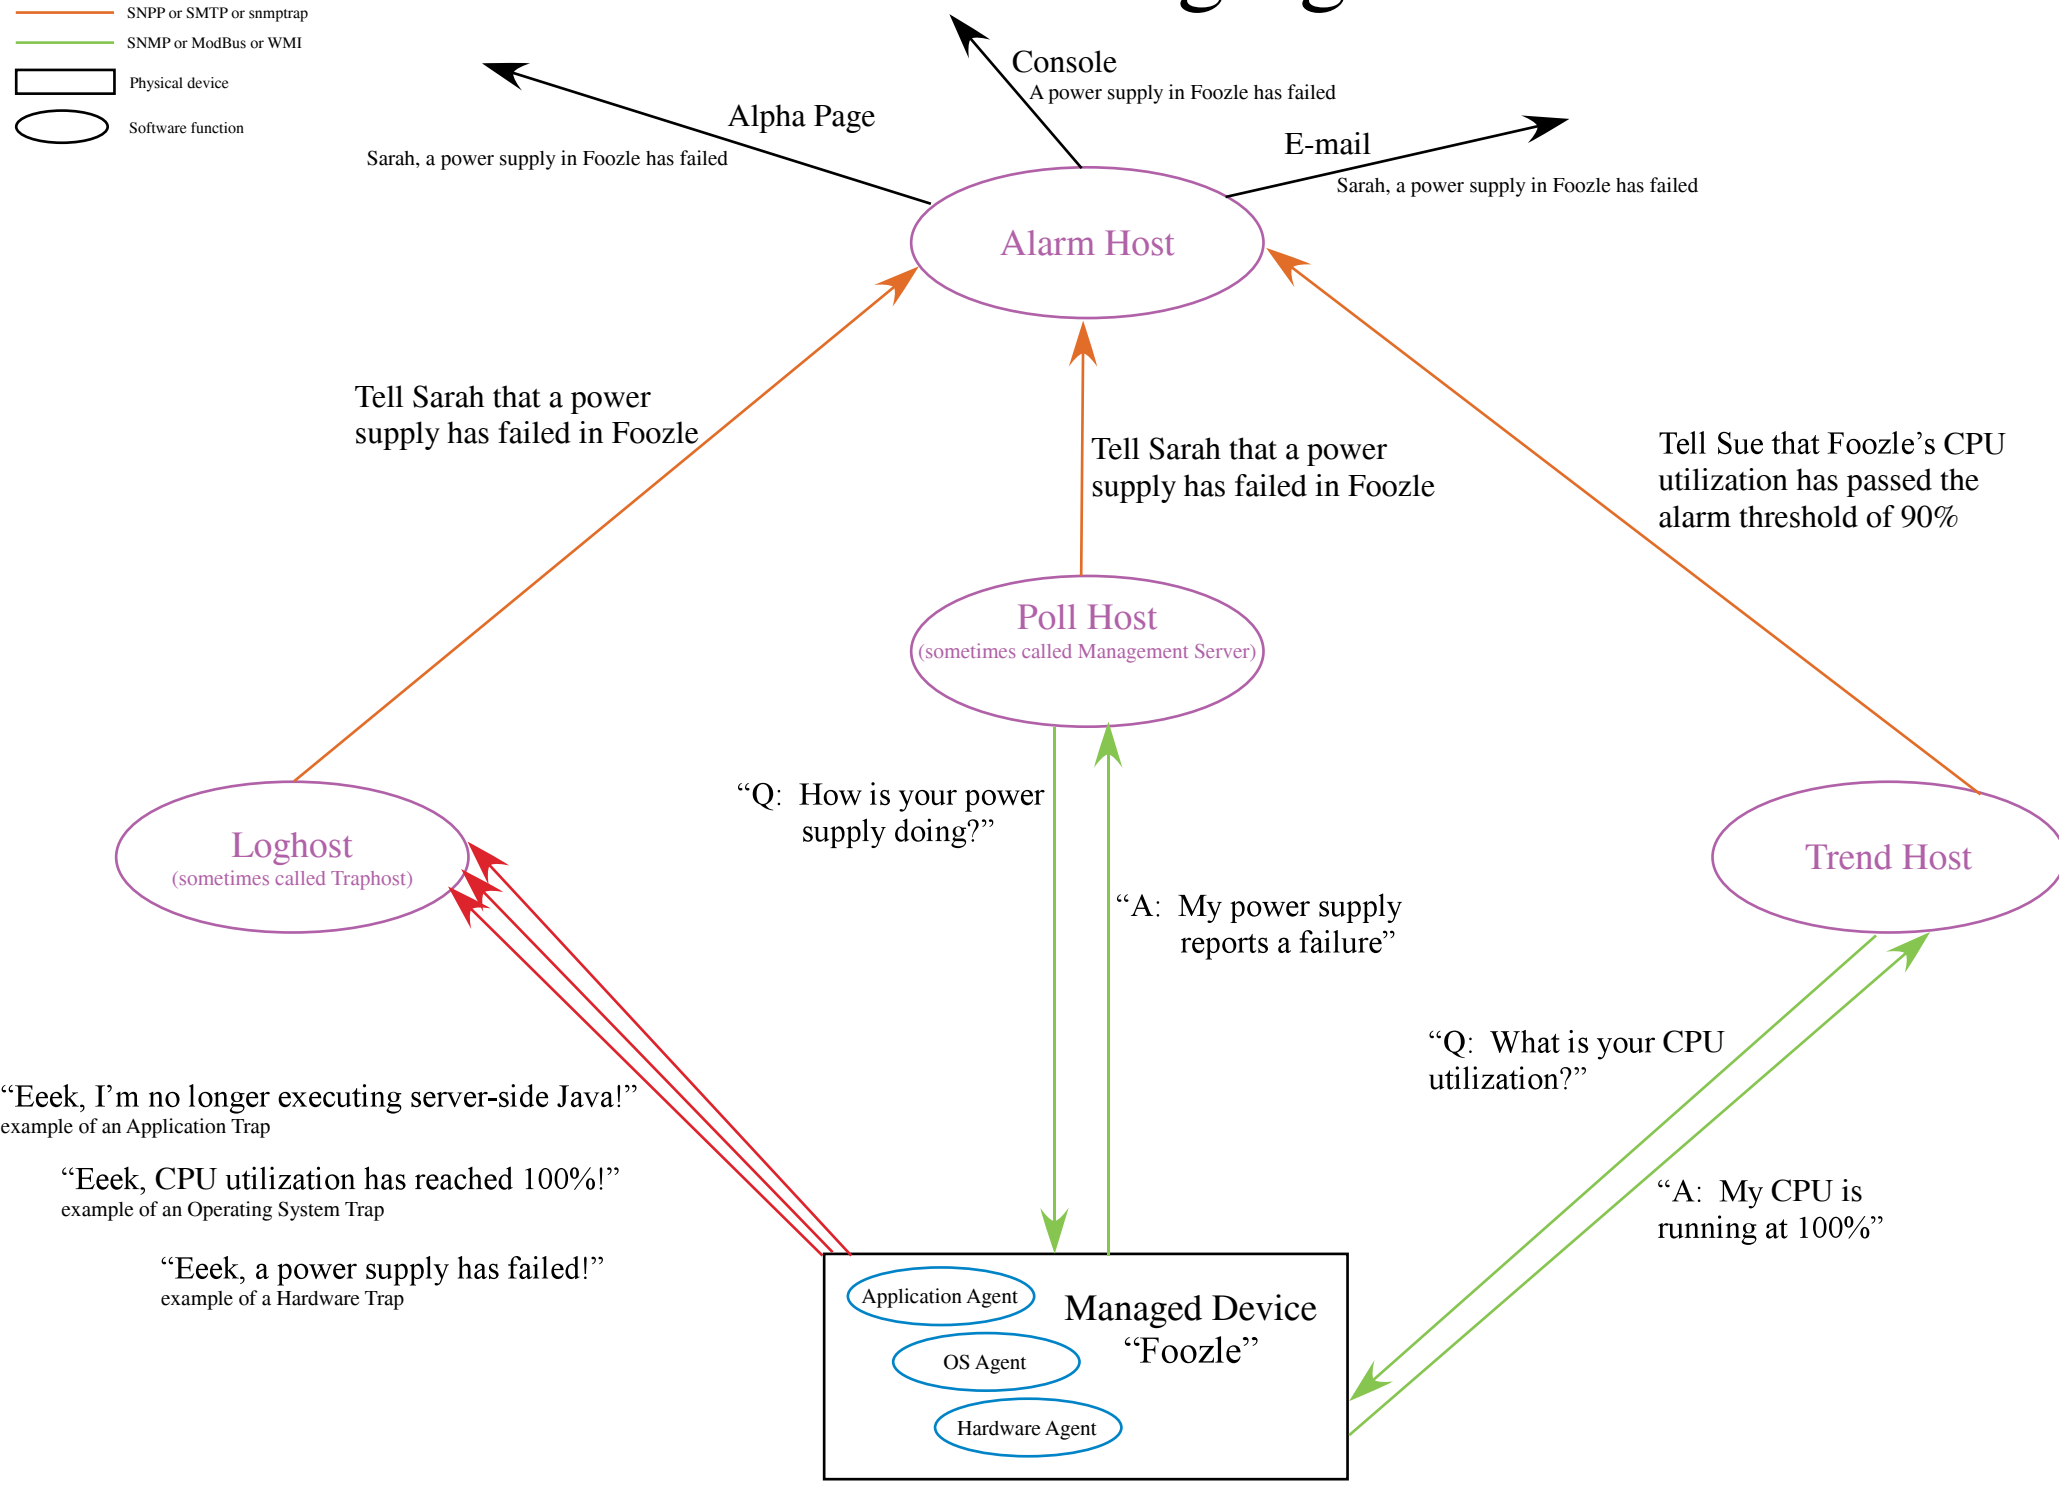 SNPP or SMTP or snmptrap
SNMP or ModBus or WMI
Physical device
Software function
Console
A power supply in Foozle has failed
Alpha Page
Sarah, a power supply in Foozle has failed
E-mail
Sarah, a power supply in Foozle has failed
Alarm Host
Tell Sarah that a power
supply has failed in Foozle
Tell Sarah that a power
supply has failed in Foozle
Tell Sue that Foozle’s CPU
utilization has passed the
alarm threshold of 90%
Poll Host
(sometimes called Management Server)
Loghost
(sometimes called Traphost)
“Q:  How is your power
supply doing?”
“A:  My power supply
reports a failure”
Trend Host
“Q:  What is your CPU
utilization?”
“A:  My CPU is
running at 100%”
“Eeek, I’m no longer executing server-side Java!”
example of an Application Trap
“Eeek, CPU utilization has reached 100%!”
example of an Operating System Trap
“Eeek, a power supply has failed!”
example of a Hardware Trap
Application Agent
OS Agent
Hardware Agent
Managed Device
“Foozle”